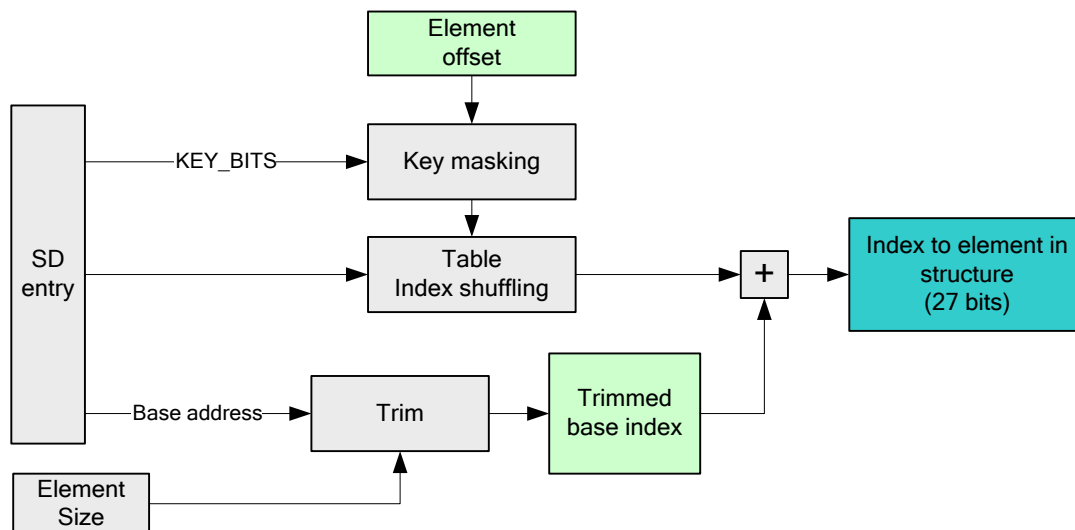 Element
offset
KEY_BITS
Key masking
SD
entry
Table
Index shuffling
+
Index to element in
structure
(27 bits)
Base address
Trim
Trimmed
base index
Element
Size